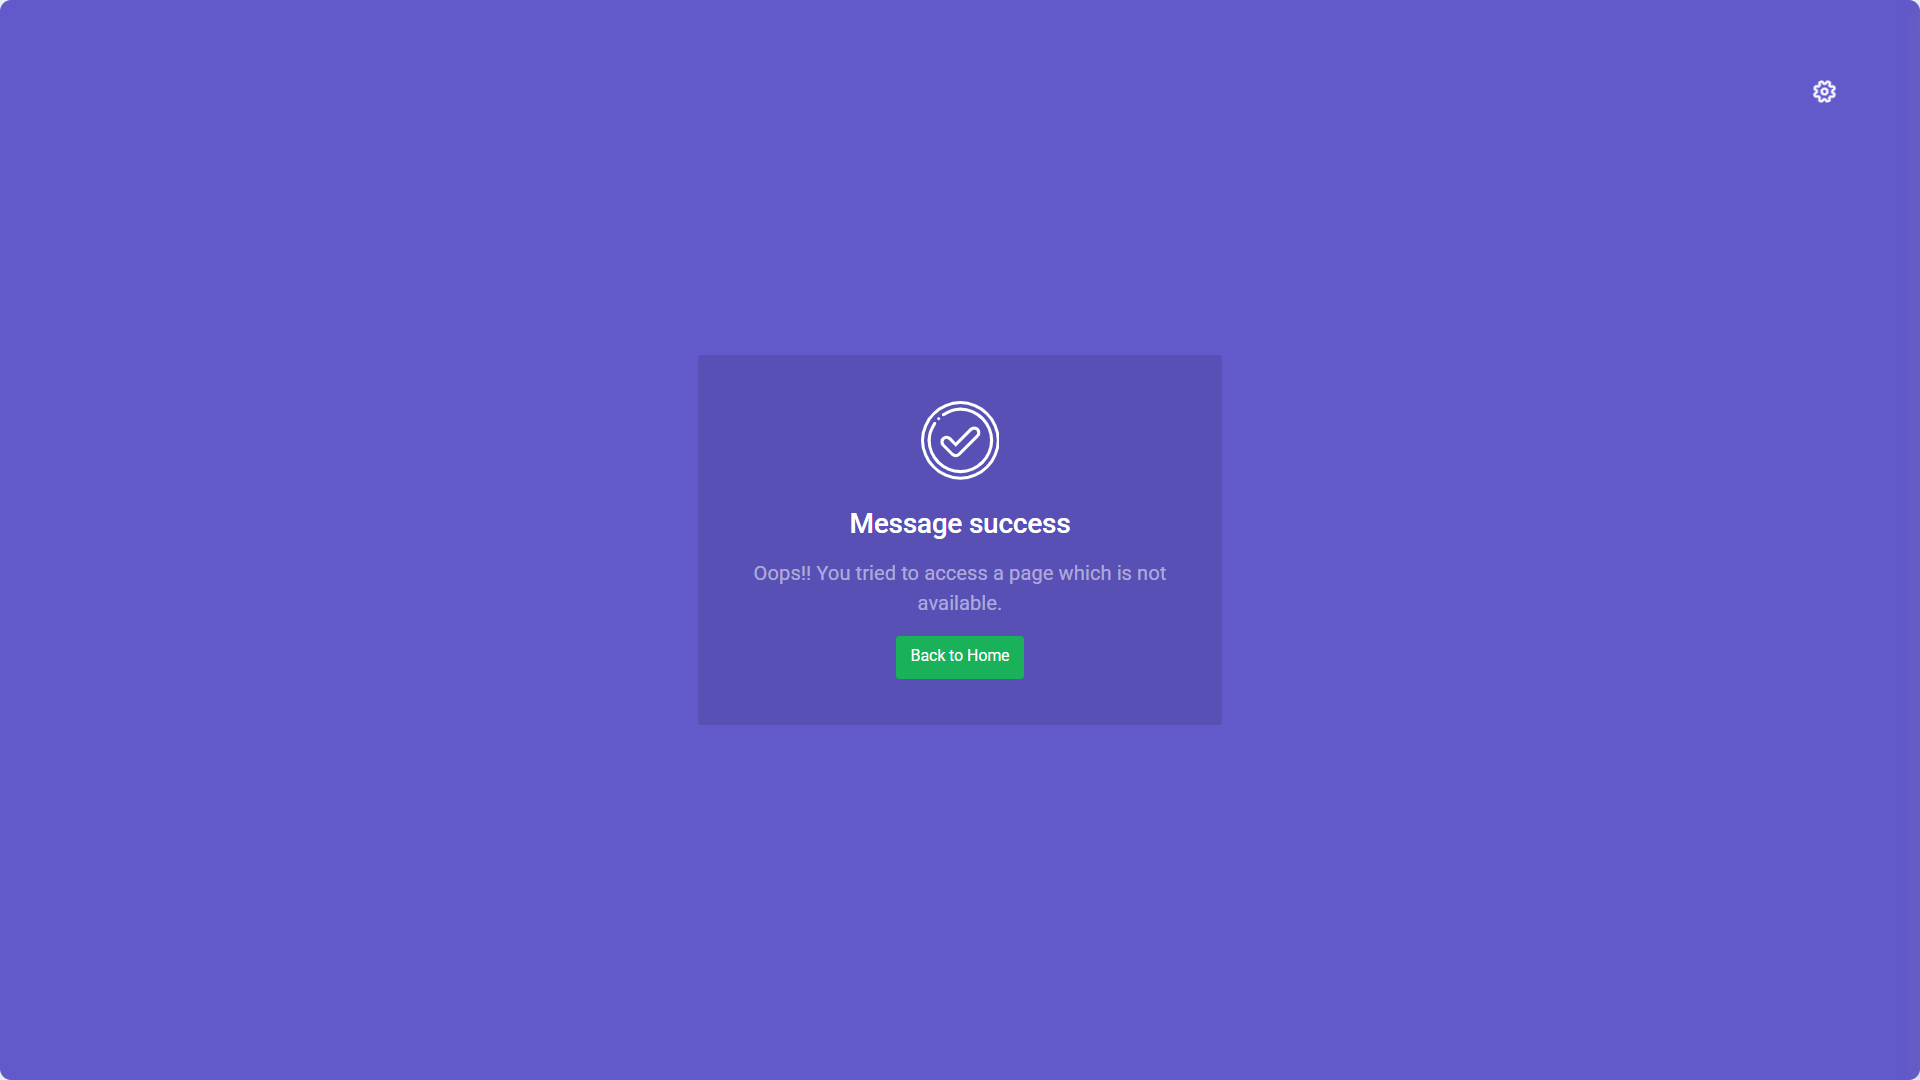 Message success
Oops!! You tried to access a page which is not
available.
Back to Home